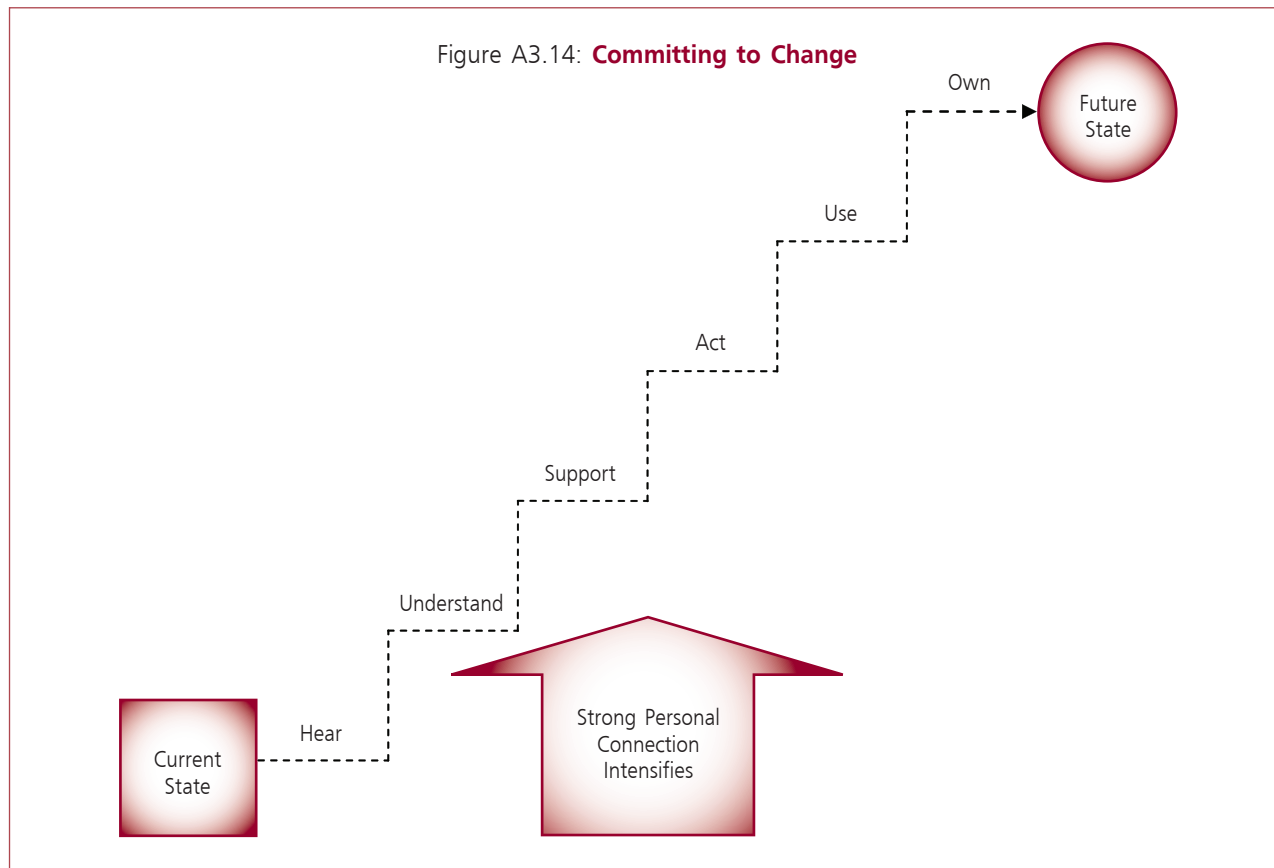 Figure A3.14: Committing to Change
Own
Future
State
Use
Act
Support
Understand
Hear
Current
State
Strong Personal
Connection
Intensifies